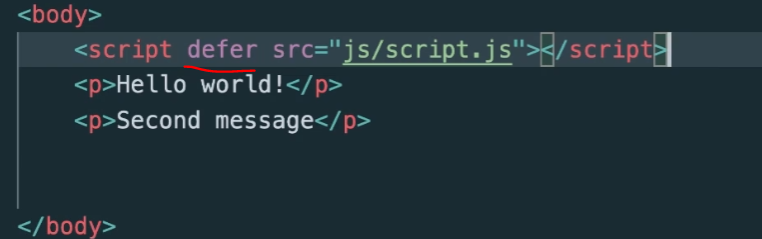 <body>
<script defer src="js/script.js"></script>
<p>Hello world!</p>
<p>Second message</p>
</body>